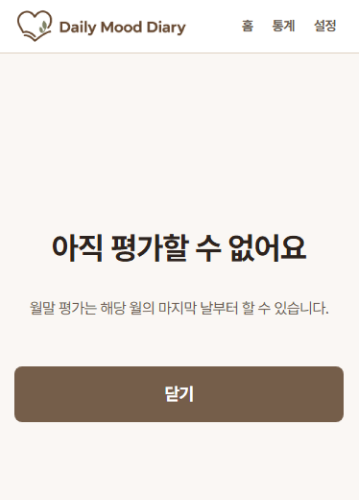 Daily Mood Diary
홈 통계 설정
아직 평가할 수 없어요
월말 평가는 해당 월의 마지막 날부터 할 수 있습니다.
닫기